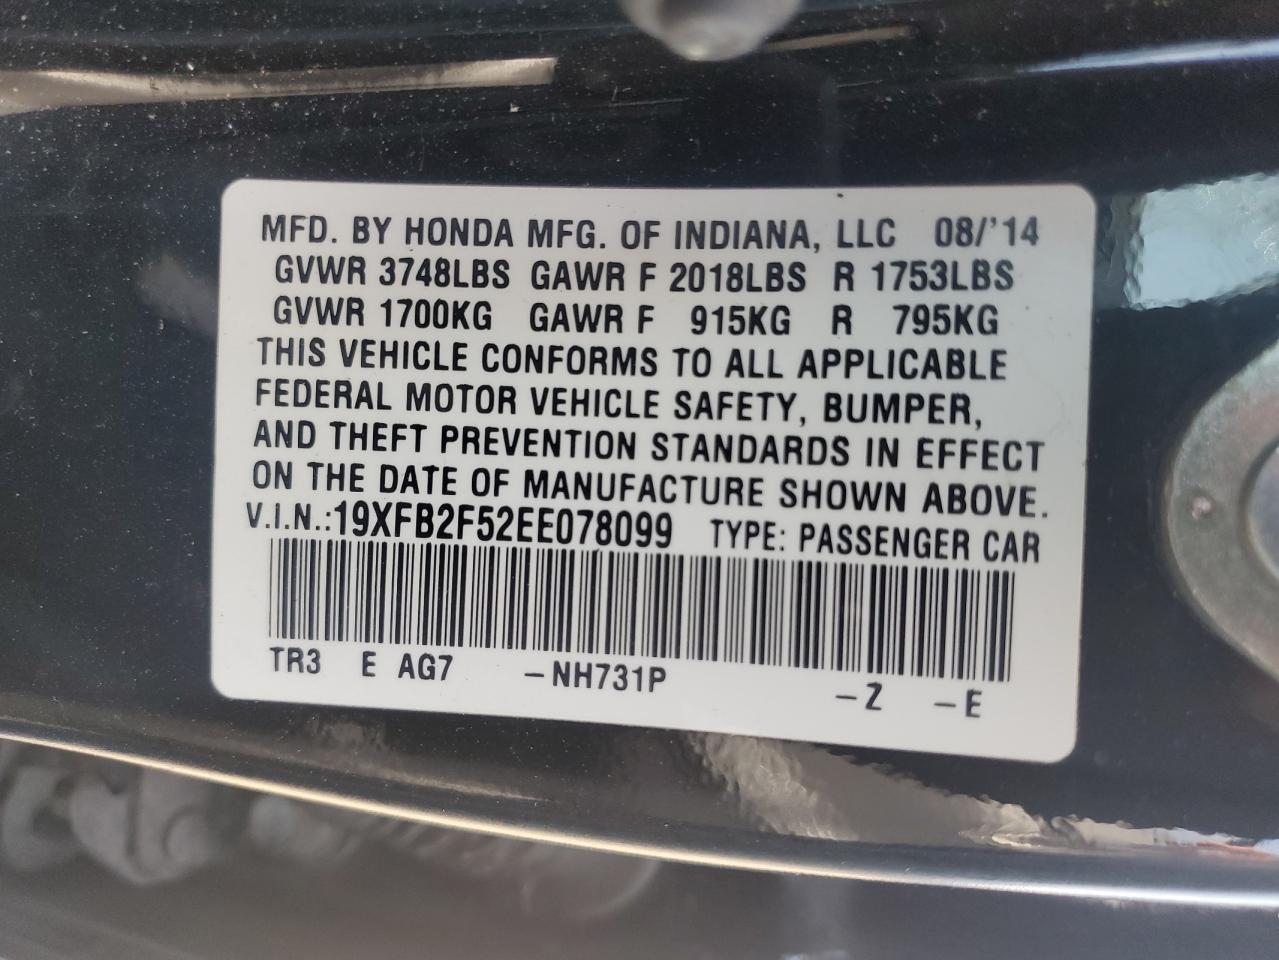 MFD. BY HONDA MFG. OF INDIANA, LLC 08/'14
GVWR 3748LBS GAWR F 2018LBS R 1753LBS
GVWR 1700KG GAWR F 915KG R 795KG
THIS VEHICLE CONFORMS TO ALL APPLICABLE
FEDERAL MOTOR VEHICLE SAFETY, BUMPER,
AND THEFT PREVENTION STANDARDS IN EFFECT
ON THE DATE OF MANUFACTURE SHOWN ABOVE.
V.I.N.:19XFB2F52EE078099 TYPE: PASSENGER CAR
TR3 E AG7 -NH731P -Z -E